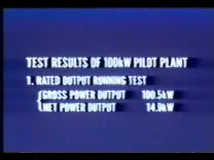 TEST RESULTS OF 100kW PILOT PLANT
1. RATED OUTPUT RUNNING TEST
GROSS POWER OUTPUT 100.5kW
NET POWER OUTPUT 14.9kW